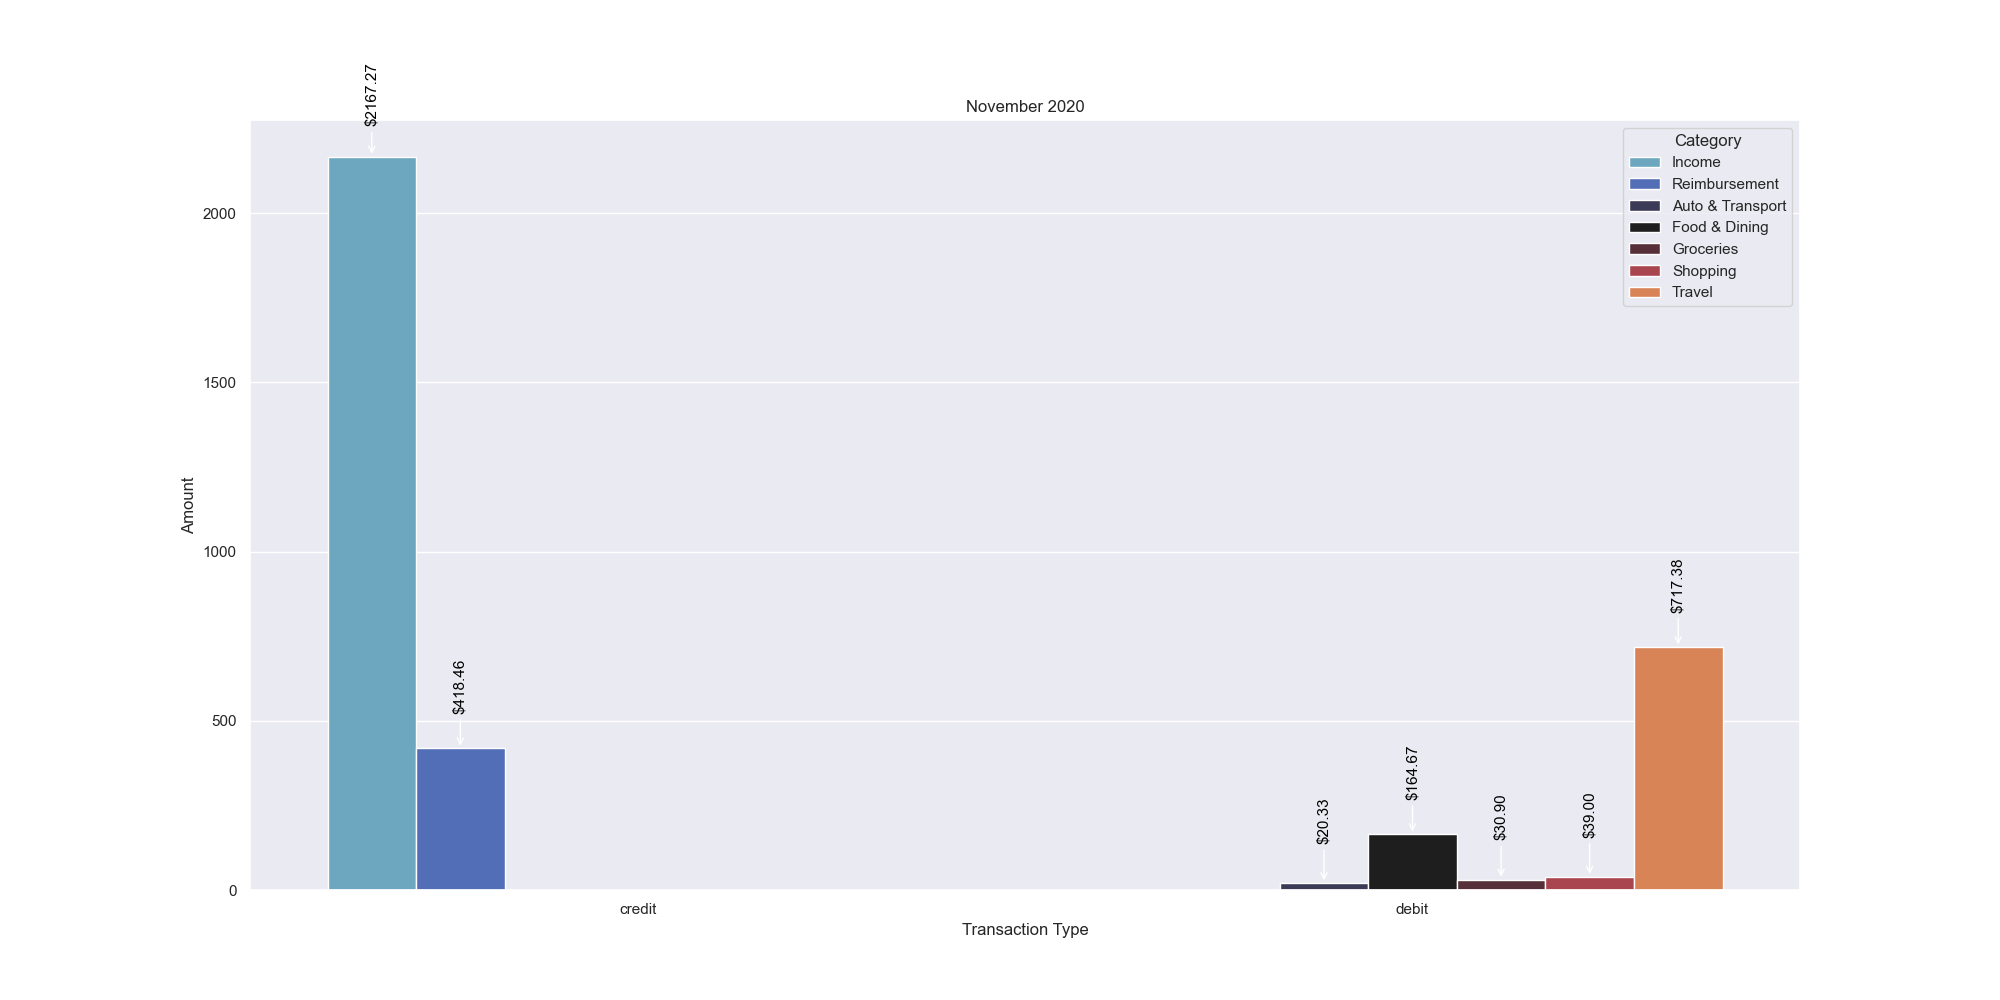 November 2020
$2167.27
$418.46
$20.33
$164.67
$30.90
$39.00
$717.38
Category
Income
Reimbursement
Auto & Transport
Food & Dining
Groceries
Shopping
Travel
Amount
2000
1500
1000
500
0
credit
debit
Transaction Type